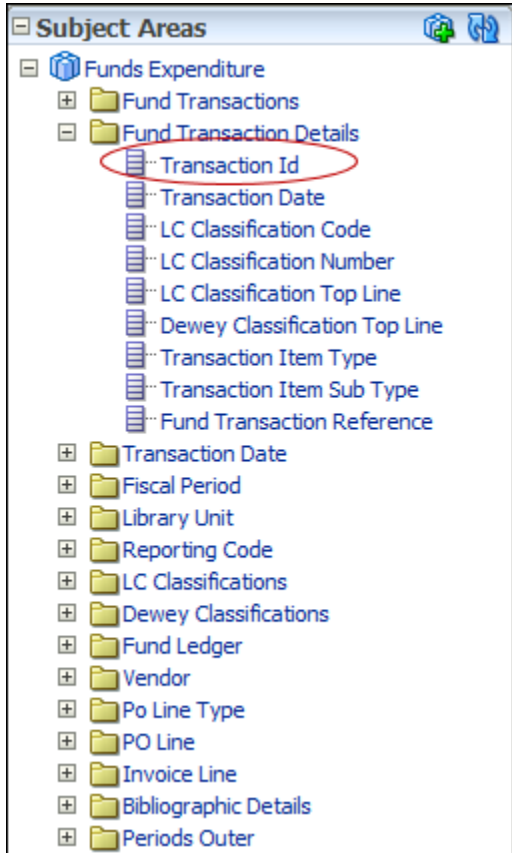 Subject Areas
Funds Expenditure
Fund Transactions
Fund Transaction Details
Transaction Id
Transaction Date
LC Classification Code
LC Classification Number
LC Classification Top Line
Dewey Classification Top Line
Transaction Item Type
Transaction Item Sub Type
Fund Transaction Reference
Transaction Date
Fiscal Period
Library Unit
Reporting Code
LC Classifications
Dewey Classifications
Fund Ledger
Vendor
Po Line Type
PO Line
Invoice Line
Bibliographic Details
Periods Outer